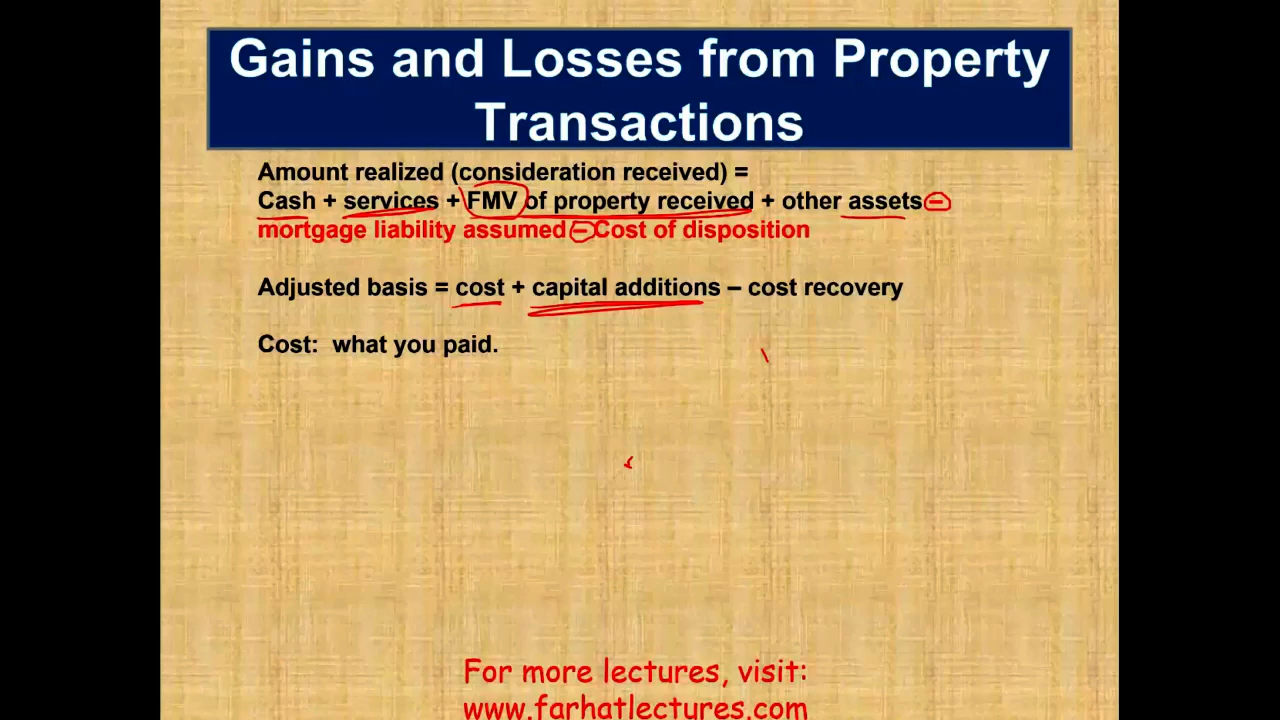 Gains and Losses from Property
Transactions
Amount realized (consideration received) =
Cash + services + FMV of property received + other assets –
mortgage liability assumed – Cost of disposition
Adjusted basis = cost + capital additions – cost recovery
Cost: what you paid.
For more lectures, visit:
www.farhatlectures.com